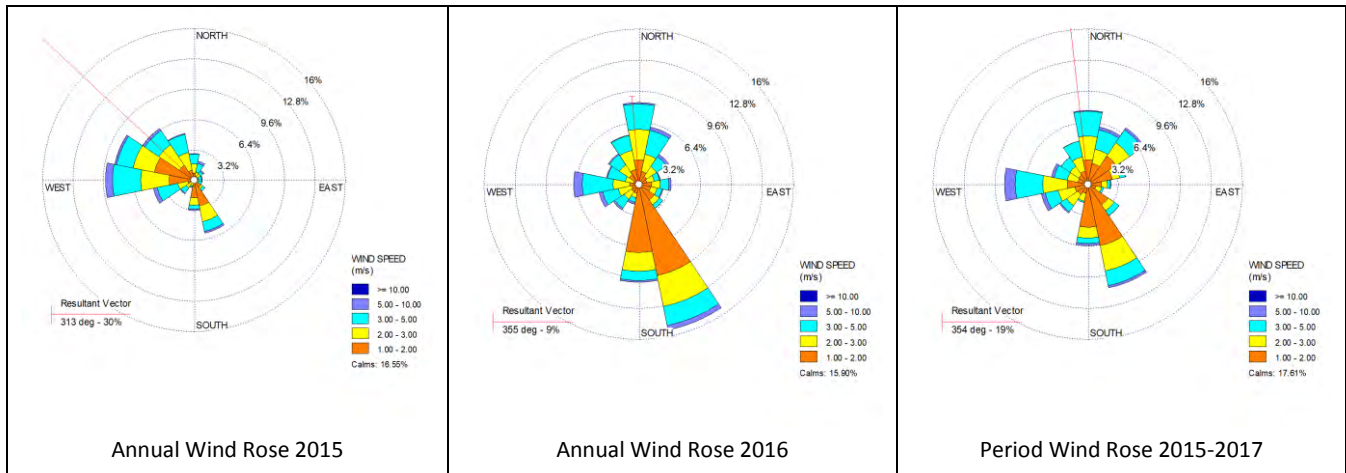 NORTH
16%
12.8%
9.6%
6.4%
3.2%
WEST
EAST
SOUTH
WIND SPEED
(m/s)
>= 10.00
5.00 - 10.00
3.00 - 5.00
2.00 - 3.00
1.00 - 2.00
Calms: 16.55%
Resultant Vector
313 deg - 30%
Annual Wind Rose 2015
NORTH
16%
12.8%
9.6%
6.4%
3.2%
WEST
EAST
SOUTH
WIND SPEED
(m/s)
>= 10.00
5.00 - 10.00
3.00 - 5.00
2.00 - 3.00
1.00 - 2.00
Calms: 15.90%
Resultant Vector
355 deg - 9%
Annual Wind Rose 2016
NORTH
16%
12.8%
9.6%
6.4%
3.2%
WEST
EAST
SOUTH
WIND SPEED
(m/s)
>= 10.00
5.00 - 10.00
3.00 - 5.00
2.00 - 3.00
1.00 - 2.00
Calms: 17.61%
Resultant Vector
354 deg - 19%
Period Wind Rose 2015-2017